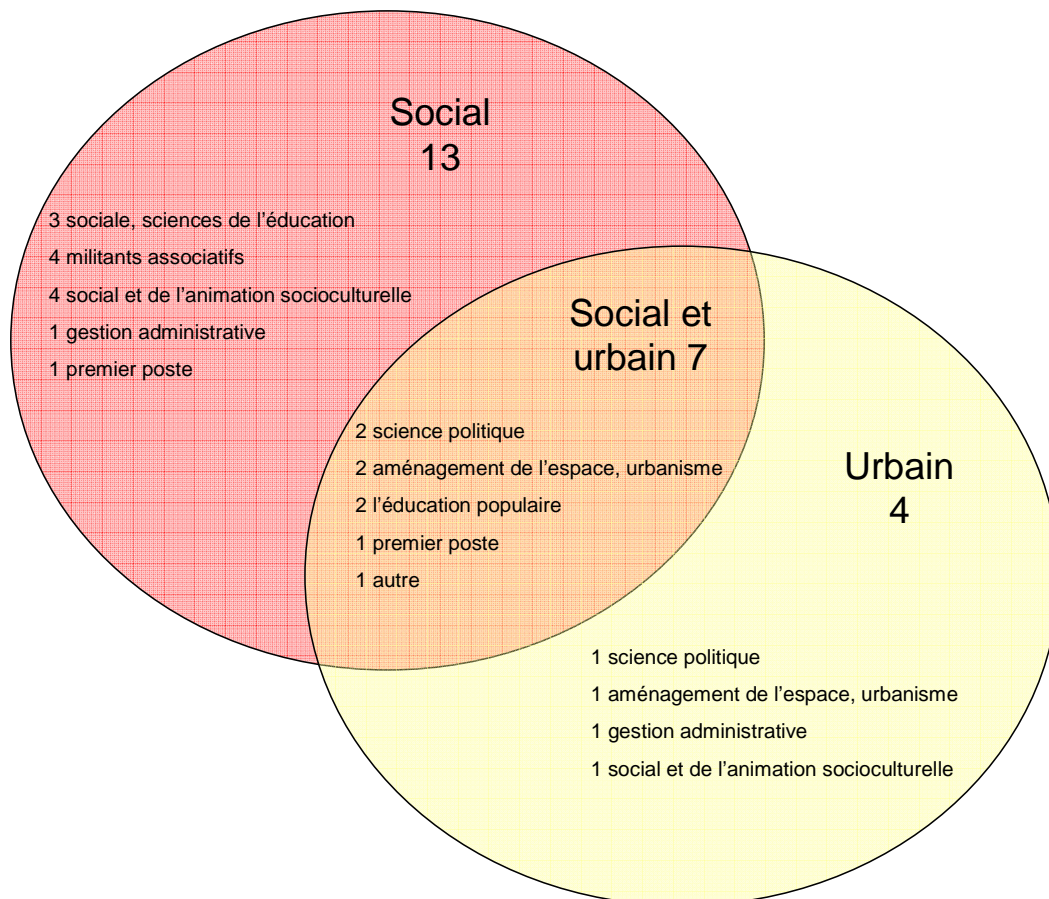 Social
13
3 sociale, sciences de l’éducation
4 militants associatifs
4 social et de l’animation socioculturelle
1 gestion administrative
1 premier poste
Social et
urbain 7
2 science politique
2 aménagement de l’espace, urbanisme
2 l’éducation populaire
1 premier poste
1 autre
Urbain
4
1 science politique
1 aménagement de l’espace, urbanisme
1 gestion administrative
1 social et de l’animation socioculturelle